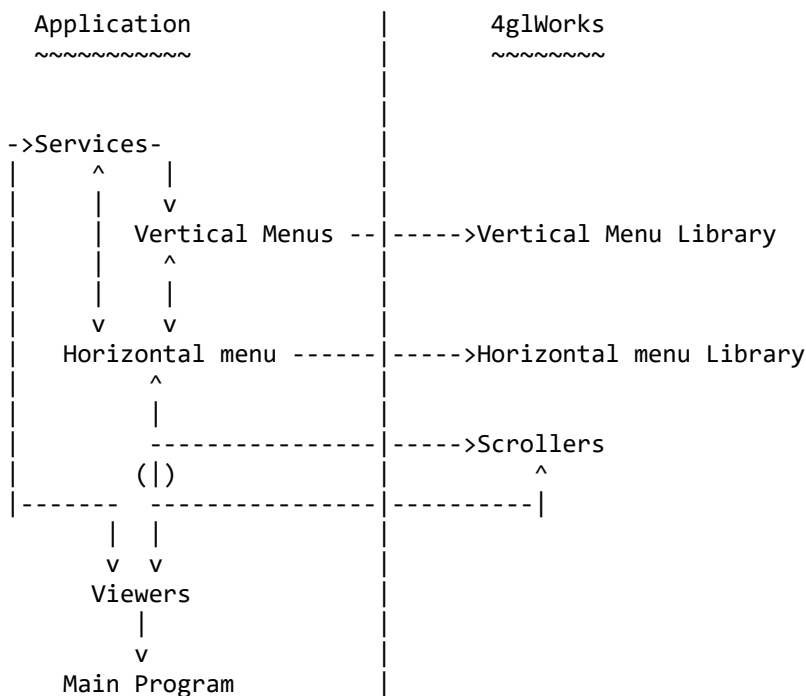 Application | 4glWorks
~~~~~~~~~~~ | ~~~~~~~~
|
|
->Services- |
| ^ | |
| | v |
| | Vertical Menus --|----->Vertical Menu Library
| | ^ |
| | | |
| v v |
| Horizontal menu ------|----->Horizontal menu Library
| ^ |
| | |
| ----------------|----->Scrollers
| (|) | ^
|------- ----------------|----------|
| | |
v v |
Viewers |
| |
v |
Main Program |